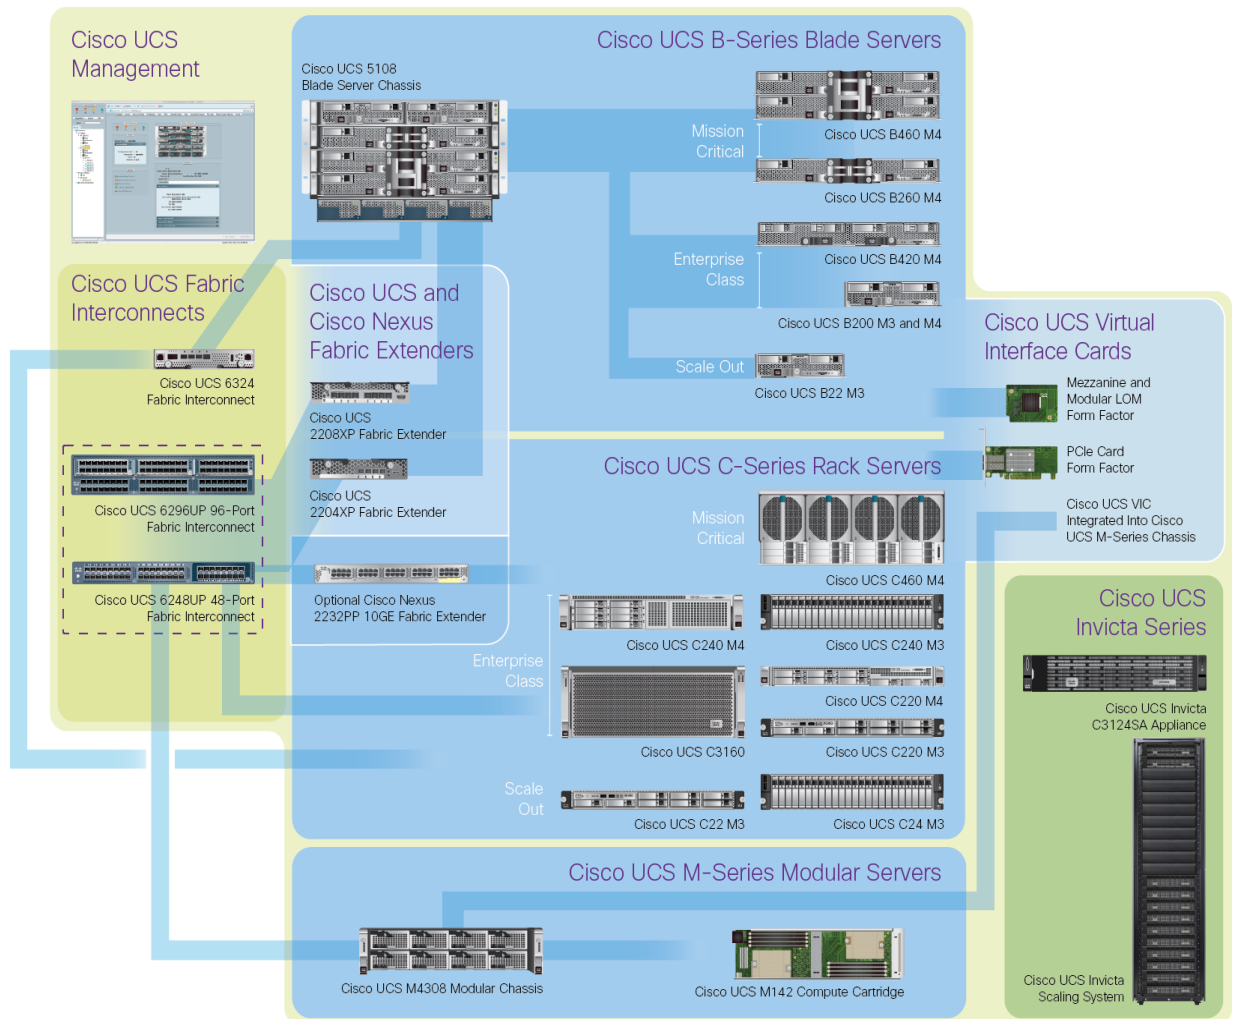 Cisco UCS
Management
Cisco UCS B-Series Blade Servers
Cisco UCS 5108
Blade Server Chassis
Mission
Critical
Cisco UCS B460 M4
Cisco UCS B260 M4
Enterprise
Class
Cisco UCS B420 M4
Cisco UCS B200 M3 and M4
Scale Out
Cisco UCS B22 M3
Cisco UCS Fabric
Interconnects
Cisco UCS 6324
Fabric Interconnect
Cisco UCS 6296UP 96-Port
Fabric Interconnect
Cisco UCS 6248UP 48-Port
Fabric Interconnect
Cisco UCS and
Cisco Nexus
Fabric Extenders
Cisco UCS
2208XP Fabric Extender
Cisco UCS
2204XP Fabric Extender
Optional Cisco Nexus
2232PP 10GE Fabric Extender
Cisco UCS Virtual
Interface Cards
Mezzanine and
Modular LOM
Form Factor
PCIe Card
Form Factor
Cisco UCS VIC
Integrated Into Cisco
UCS M-Series Chassis
Cisco UCS C-Series Rack Servers
Mission
Critical
Cisco UCS C460 M4
Enterprise
Class
Cisco UCS C240 M4
Cisco UCS C240 M3
Cisco UCS C220 M4
Cisco UCS C3160
Cisco UCS C220 M3
Scale
Out
Cisco UCS C22 M3
Cisco UCS C24 M3
Cisco UCS
Invicta Series
Cisco UCS Invicta
C3124SA Appliance
Cisco UCS Invicta
Scaling System
Cisco UCS M-Series Modular Servers
Cisco UCS M4308 Modular Chassis
Cisco UCS M142 Compute Cartridge